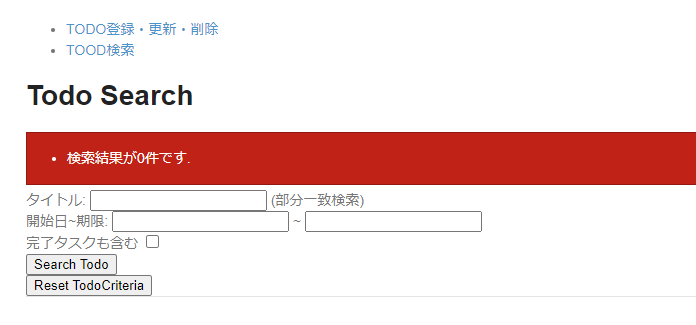 TODO登録・更新・削除
TOOD検索
Todo Search
検索結果が0件です.
タイトル: (部分一致検索)
開始日~期限: ~
完了タスクも含む
Search Todo
Reset TodoCriteria